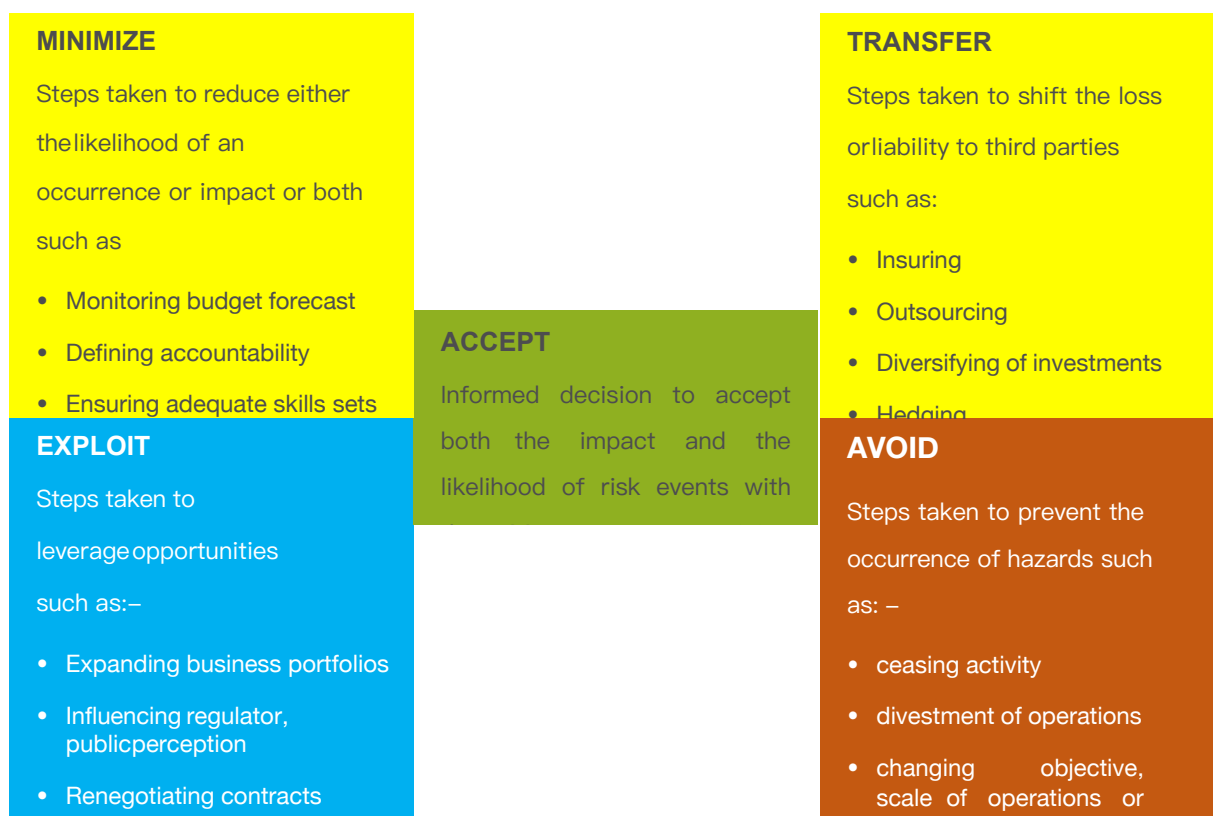 MINIMIZE
Steps taken to reduce either
thelikelihood of an
occurrence or impact or both
such as
• Monitoring budget forecast
• Defining accountability
• Ensuring adequate skills sets
TRANSFER
Steps taken to shift the loss
orliability to third parties
such as:
• Insuring
• Outsourcing
• Diversifying of investments
• Hedging
ACCEPT
Informed decision to accept
both the impact and the
likelihood of risk events with
EXPLOIT
Steps taken to
leverageopportunities
such as:–
• Expanding business portfolios
• Influencing regulator,
publicperception
• Renegotiating contracts
AVOID
Steps taken to prevent the
occurrence of hazards such
as: –
• ceasing activity
• divestment of operations
• changing objective,
scale of operations or